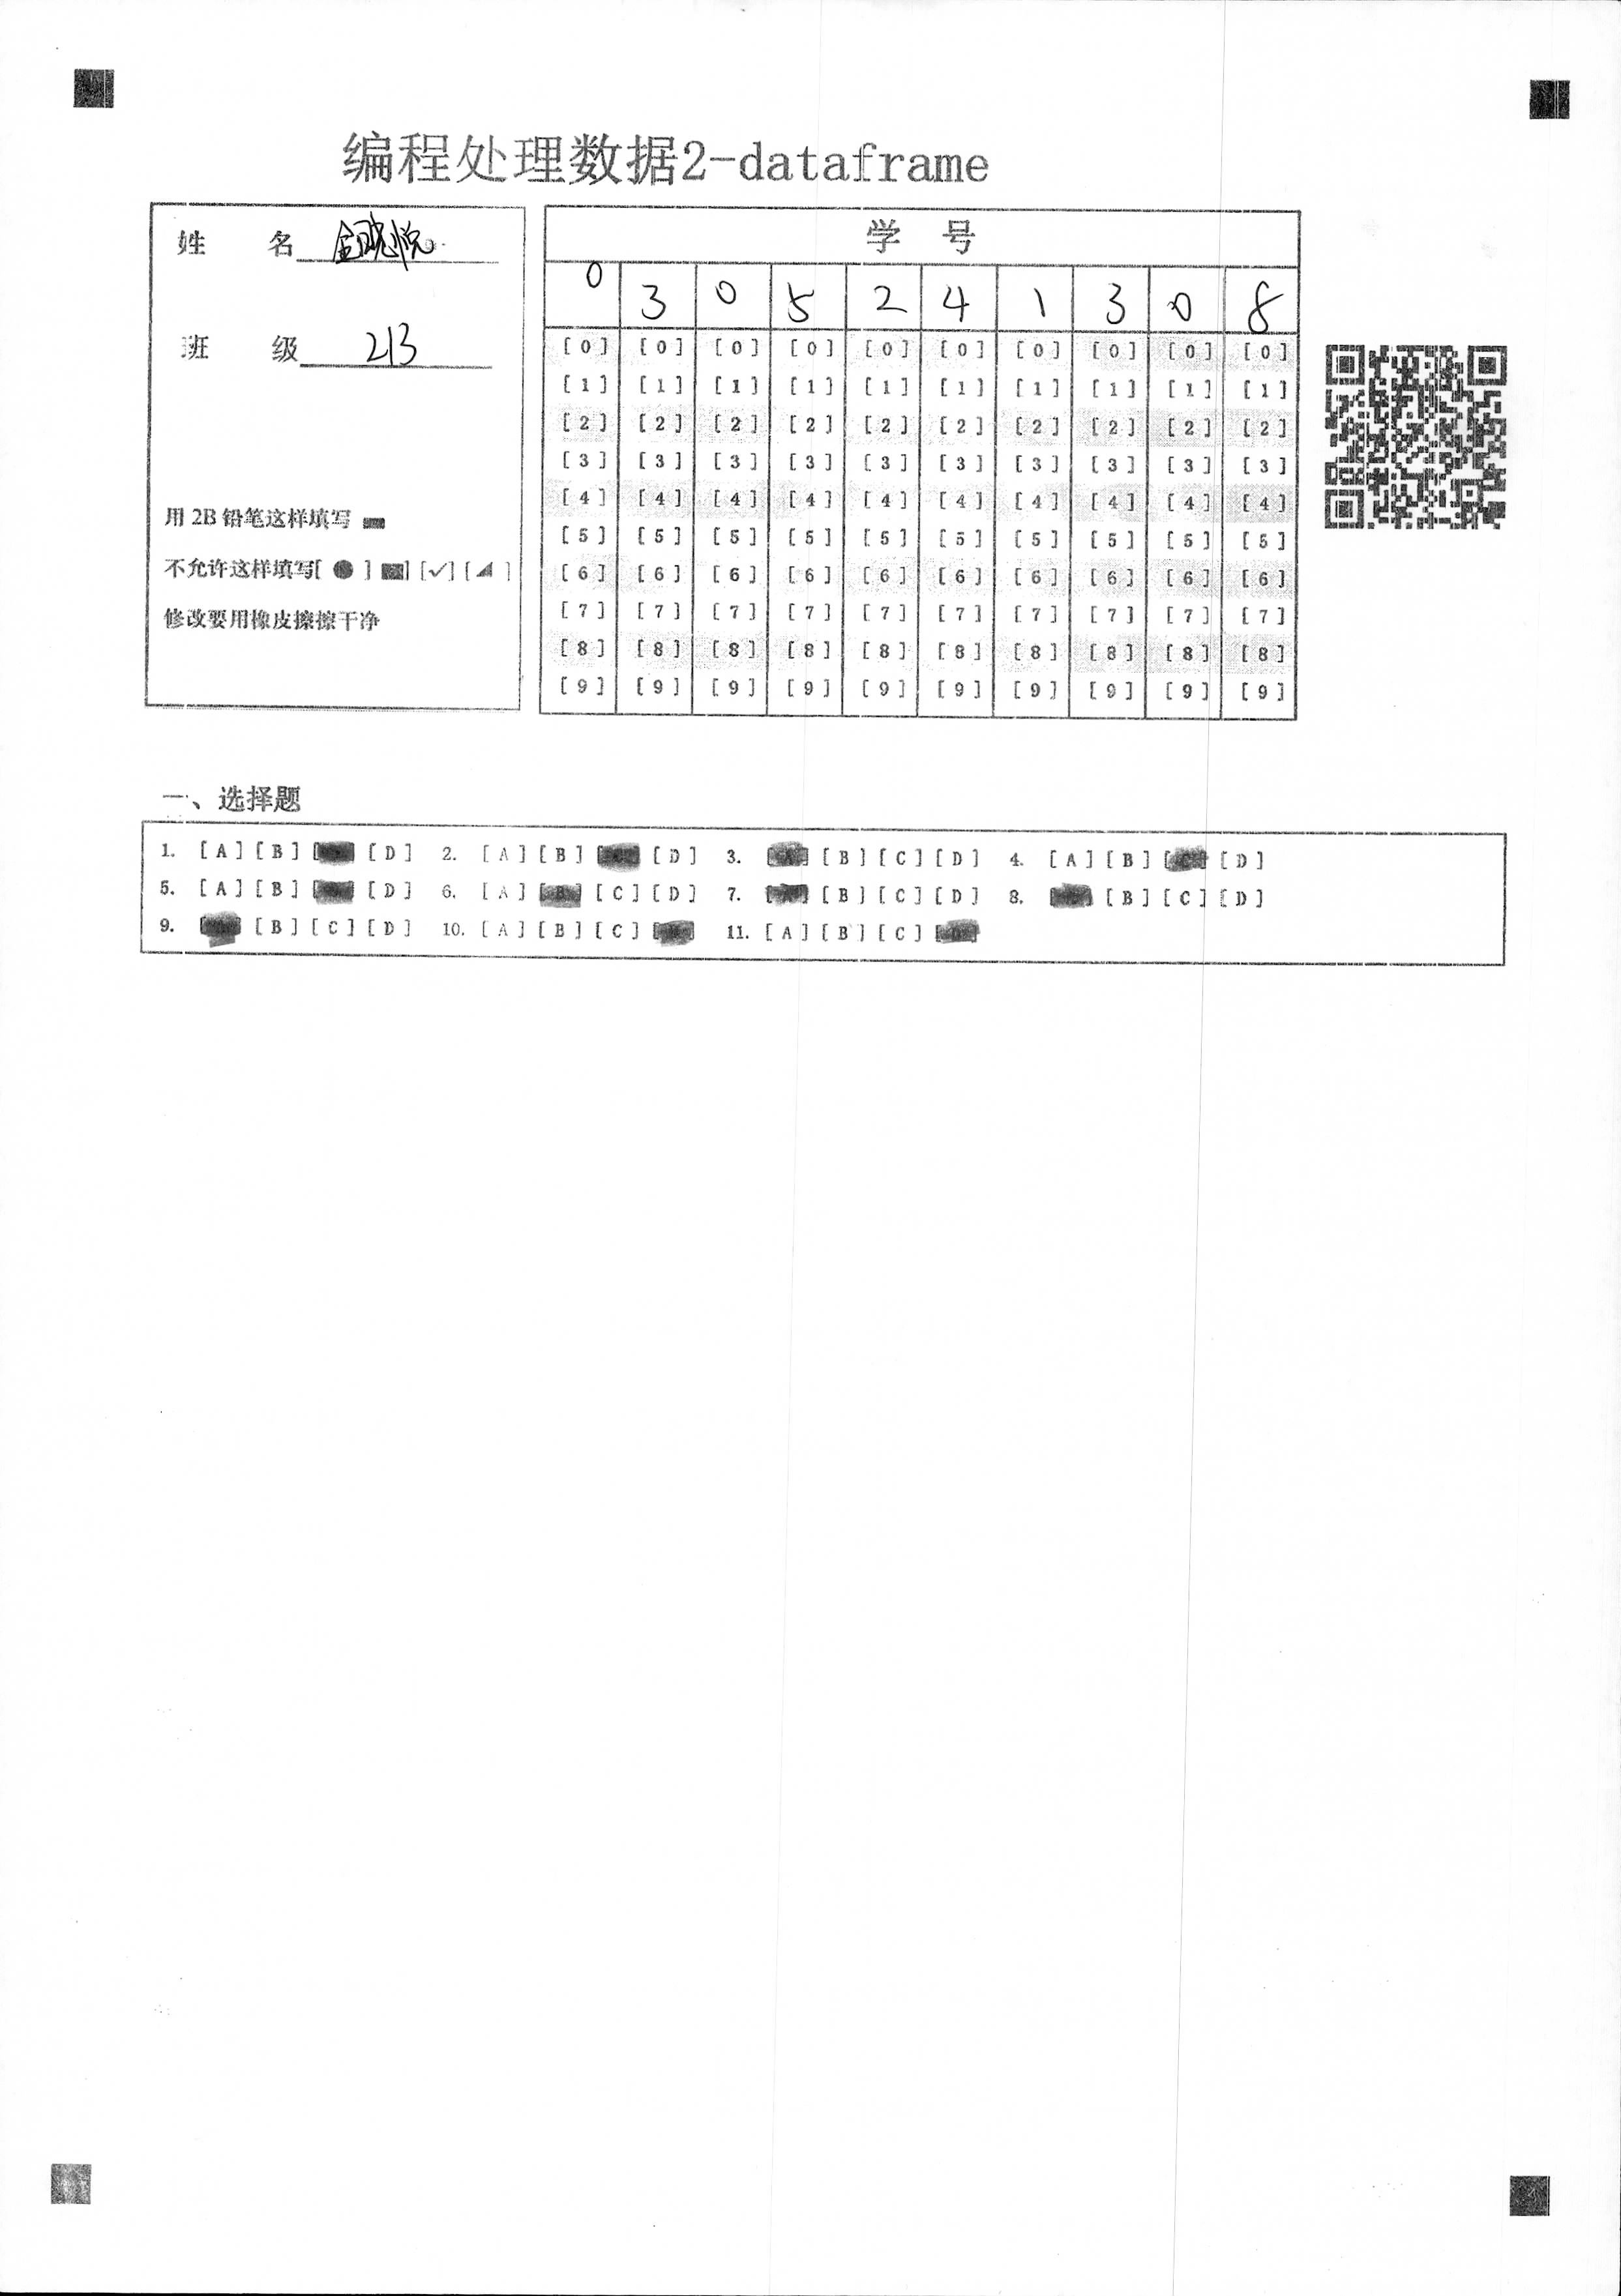 编程处理数据2-dataframe
姓 名 金晓悦
班 级 213
用 2B 铅笔这样填写
不允许这样填写[ ● ] [✓] [ ]
修改要用橡皮擦擦干净
学 号
0 3 0 5 2 4 1 3 0 8
[0] [0] [0] [0] [0] [0] [0] [0] [0] [0]
[1] [1] [1] [1] [1] [1] [1] [1] [1] [1]
[2] [2] [2] [2] [2] [2] [2] [2] [2] [2]
[3] [3] [3] [3] [3] [3] [3] [3] [3] [3]
[4] [4] [4] [4] [4] [4] [4] [4] [4] [4]
[5] [5] [5] [5] [5] [5] [5] [5] [5] [5]
[6] [6] [6] [6] [6] [6] [6] [6] [6] [6]
[7] [7] [7] [7] [7] [7] [7] [7] [7] [7]
[8] [8] [8] [8] [8] [8] [8] [8] [8] [8]
[9] [9] [9] [9] [9] [9] [9] [9] [9] [9]
一、选择题
1. [A] [B] [D] 2. [A] [B] [D] 3. [A] [B] [C] [D] 4. [A] [B] [C] [D]
5. [A] [B] [D] 6. [A] [B] [C] [D] 7. [B] [C] [D] 8. [B] [C] [D]
9. [B] [C] [D] 10. [A] [B] [C] 11. [A] [B] [C]